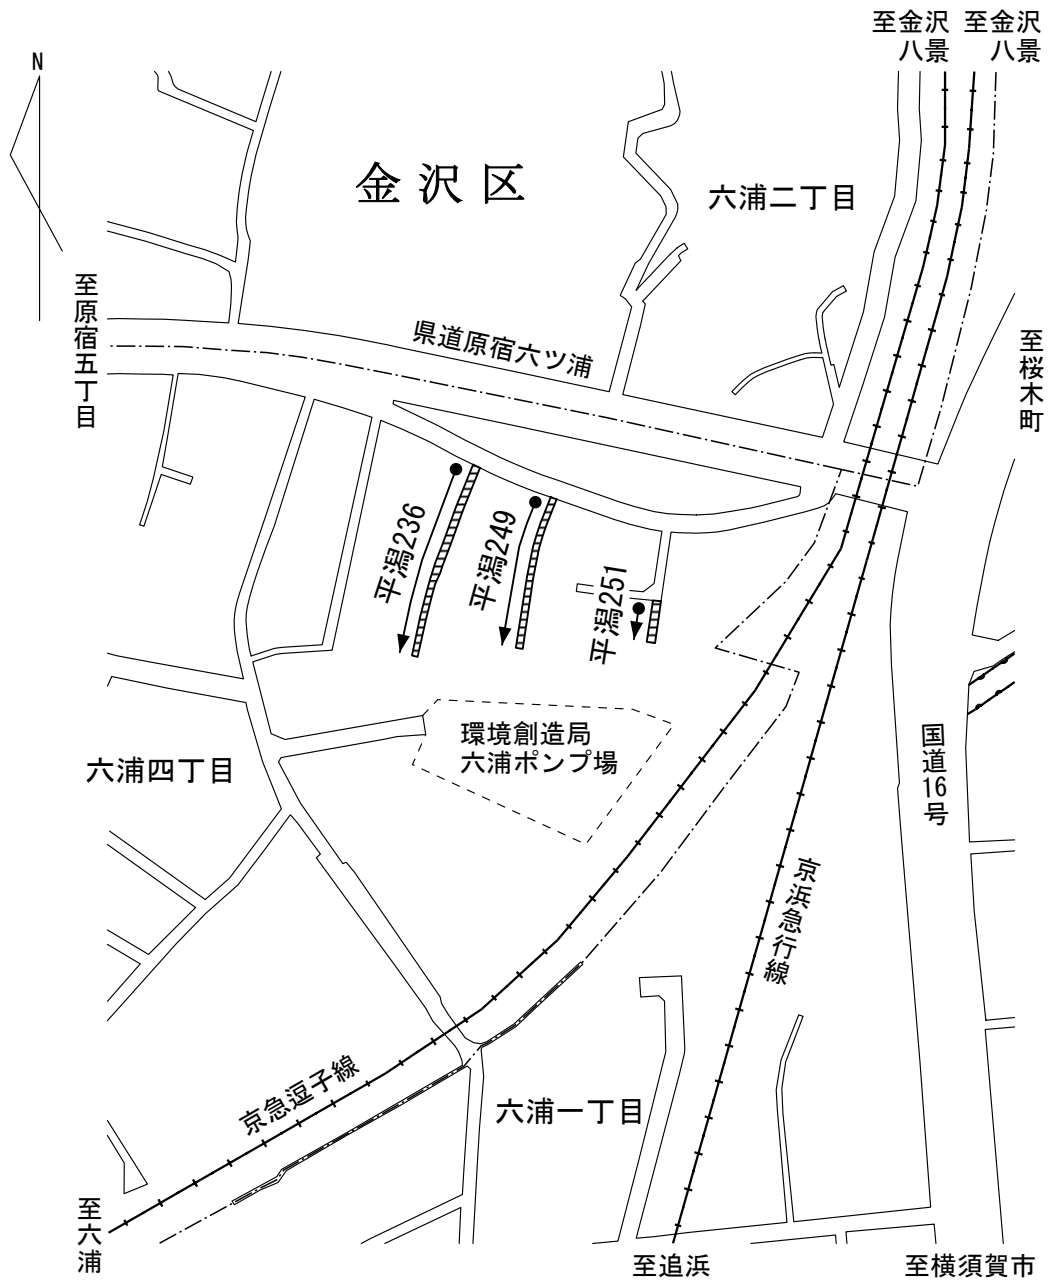 至金沢
八景
至金沢
八景
N
金沢区
六浦二丁目
至原宿五丁目
県道原宿六ツ浦
至桜木町
平潟236
平潟249
平潟251
環境創造局
六浦ポンプ場
六浦四丁目
国道16号
京浜急行線
京急逗子線
六浦一丁目
至六浦
至追浜
至横須賀市